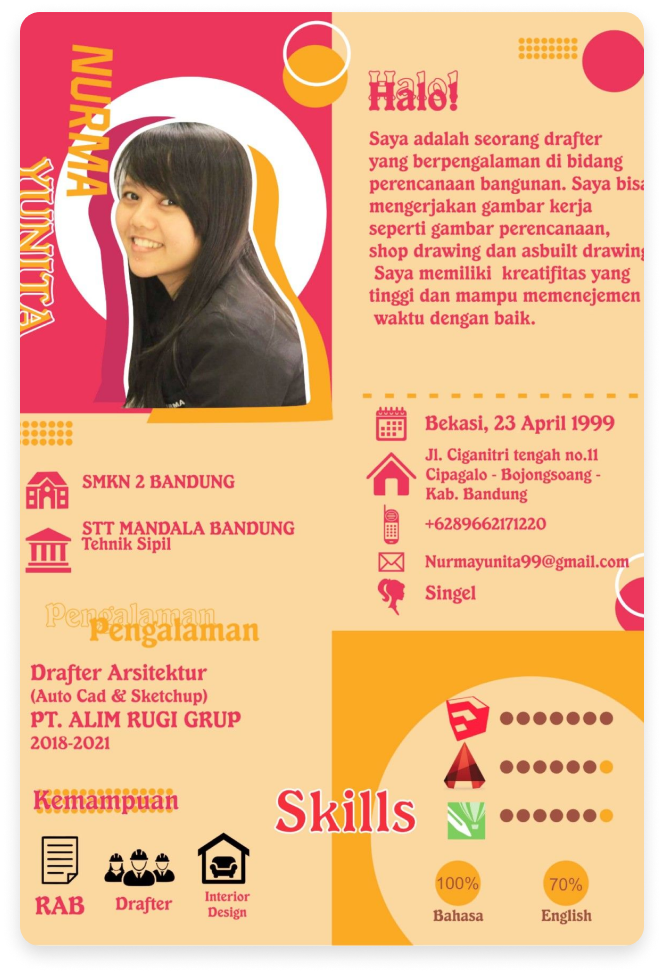 NURMA
YUNITA
Halo!
Saya adalah seorang drafter
yang berpengalaman di bidang
perencanaan bangunan. Saya bisa
mengerjakan gambar kerja
seperti gambar perencanaan,
shop drawing dan asbuilt drawing
Saya memiliki kreatifitas yang
tinggi dan mampu memenejemen
waktu dengan baik.
Bekasi, 23 April 1999
Jl. Ciganitri tengah no.11
Cipagalo - Bojongsoang -
Kab. Bandung
+6289662171220
Nurmayunita99@gmail.com
Singel
SMKN 2 BANDUNG
STT MANDALA BANDUNG
Tehnik Sipil
Pengalaman
Pengalaman
Drafter Arsitektur
(Auto Cad & Sketchup)
PT. ALIM RUGI GRUP
2018-2021
Kemampuan
RAB
Drafter
Interior
Design
Skills
100%
Bahasa
70%
English